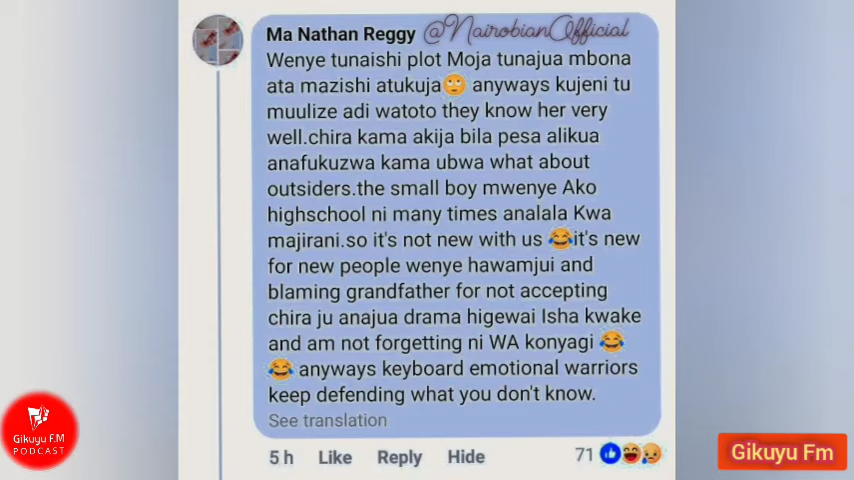 Ma Nathan Reggy @NairobianOfficial
Wenye tunaishi plot Moja tunajua mbona
ata mazishi atukuja🙄 anyways kujeni tu
muulize adi watoto they know her very
well.chira kama akija bila pesa alikua
anafukuzwa kama ubwa what about
outsiders.the small boy mwenye Ako
highschool ni many times analala Kwa
majirani.so it's not new with us 😂it's new
for new people wenye hawamjui and
blaming grandfather for not accepting
chira ju anajua drama higewai Isha kwake
and am not forgetting ni WA konyagi 😂
😂 anyways keyboard emotional warriors
keep defending what you don't know.
See translation
5 h Like Reply Hide 71
Gikuyu F.M
PODCAST
Gikuyu Fm